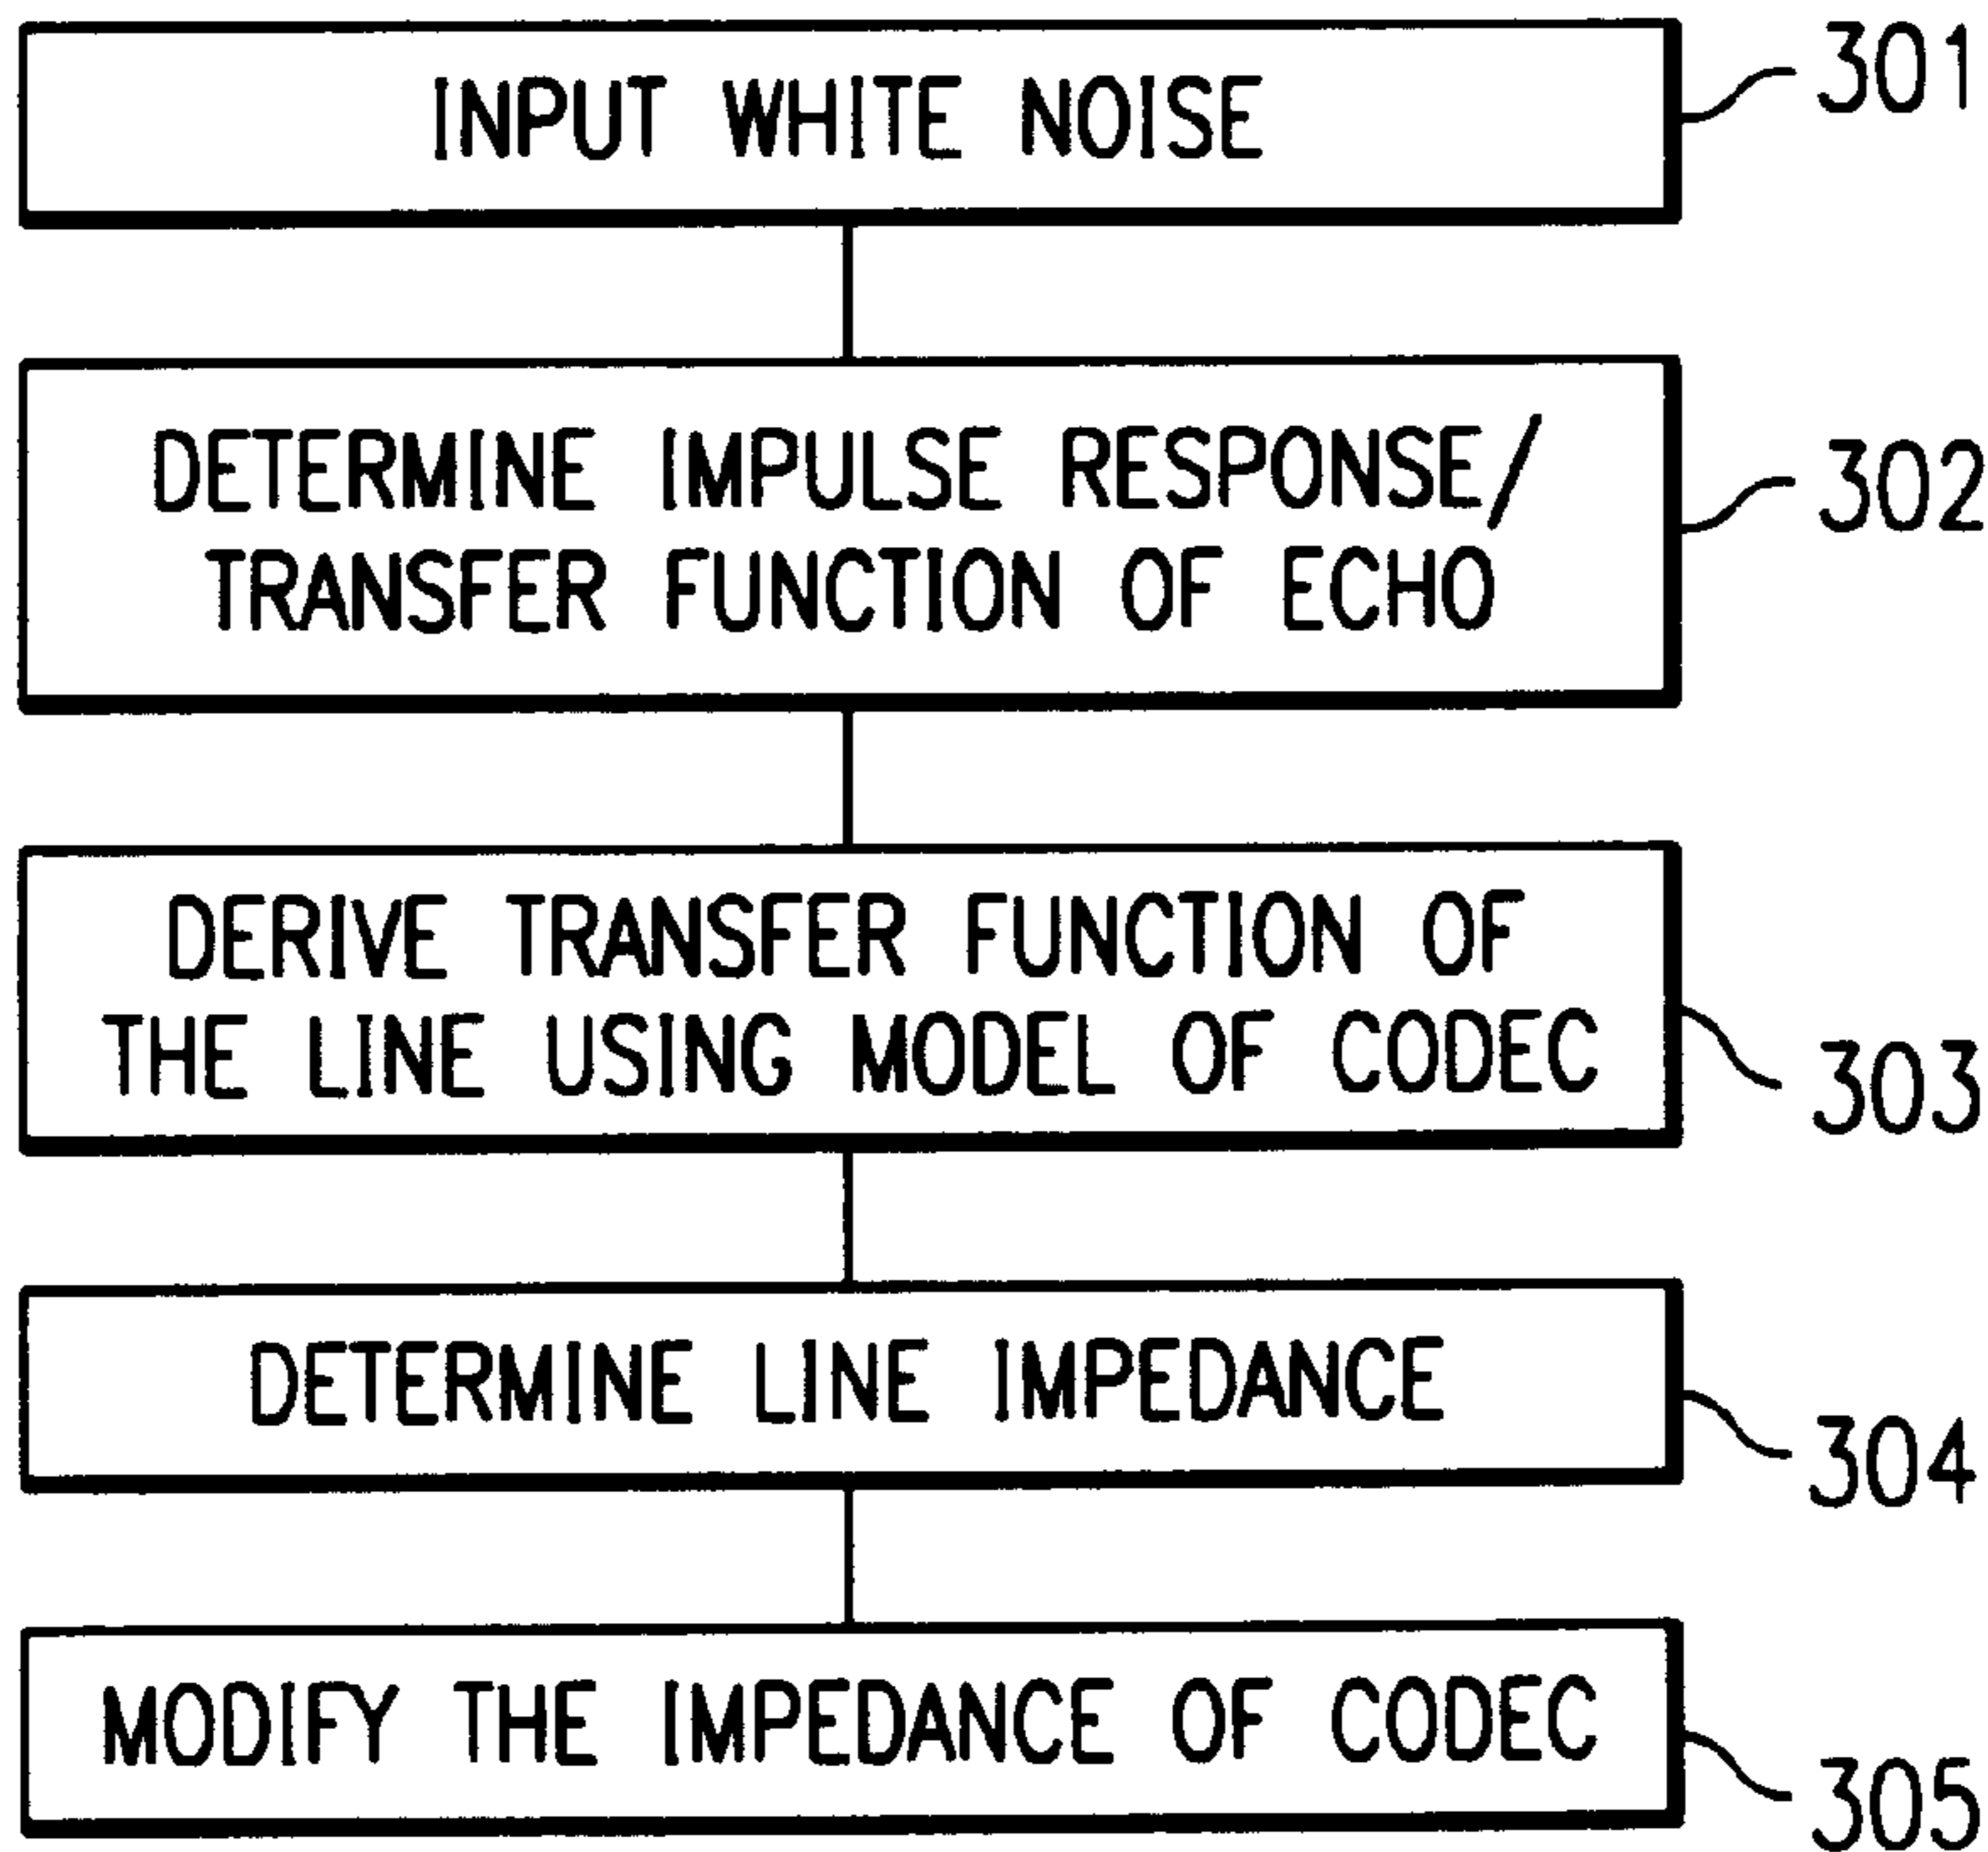 INPUT WHITE NOISE
301
DETERMINE IMPULSE RESPONSE/
TRANSFER FUNCTION OF ECHO
302
DERIVE TRANSFER FUNCTION OF
THE LINE USING MODEL OF CODEC
303
DETERMINE LINE IMPEDANCE
304
MODIFY THE IMPEDANCE OF CODEC
305